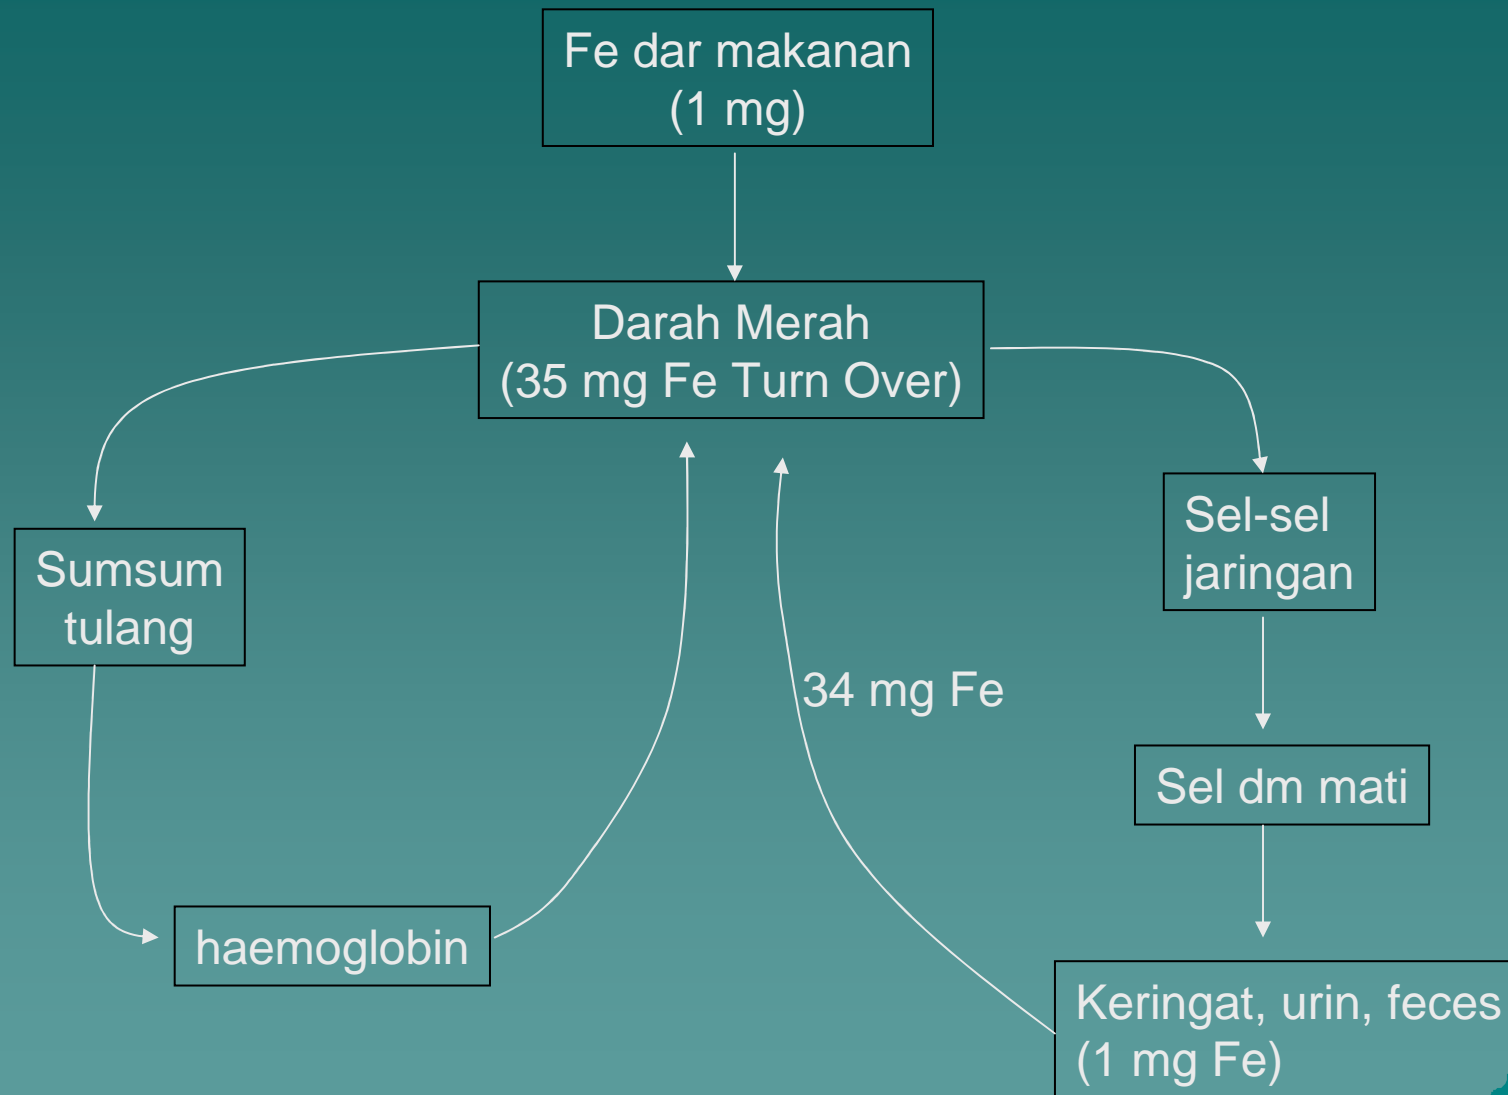 Fe dar makanan
(1 mg)
Darah Merah
(35 mg Fe Turn Over)
Sumsum
tulang
Sel-sel
jaringan
34 mg Fe
Sel dm mati
haemoglobin
Keringat, urin, feces
(1 mg Fe)